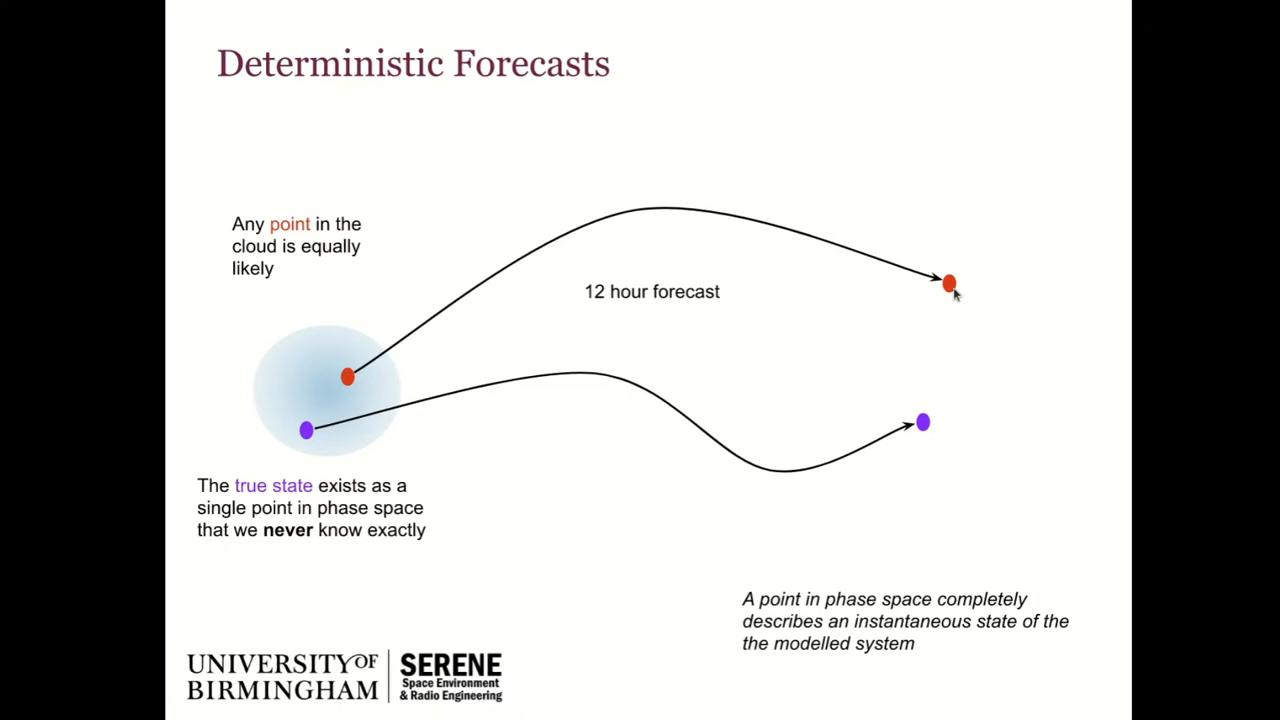 Deterministic Forecasts
Any point in the
cloud is equally
likely
12 hour forecast
The true state exists as a
single point in phase space
that we never know exactly
A point in phase space completely
describes an instantaneous state of the
the modelled system
UNIVERSITY OF
BIRMINGHAM
SERENE
Space Environment
& Radio Engineering